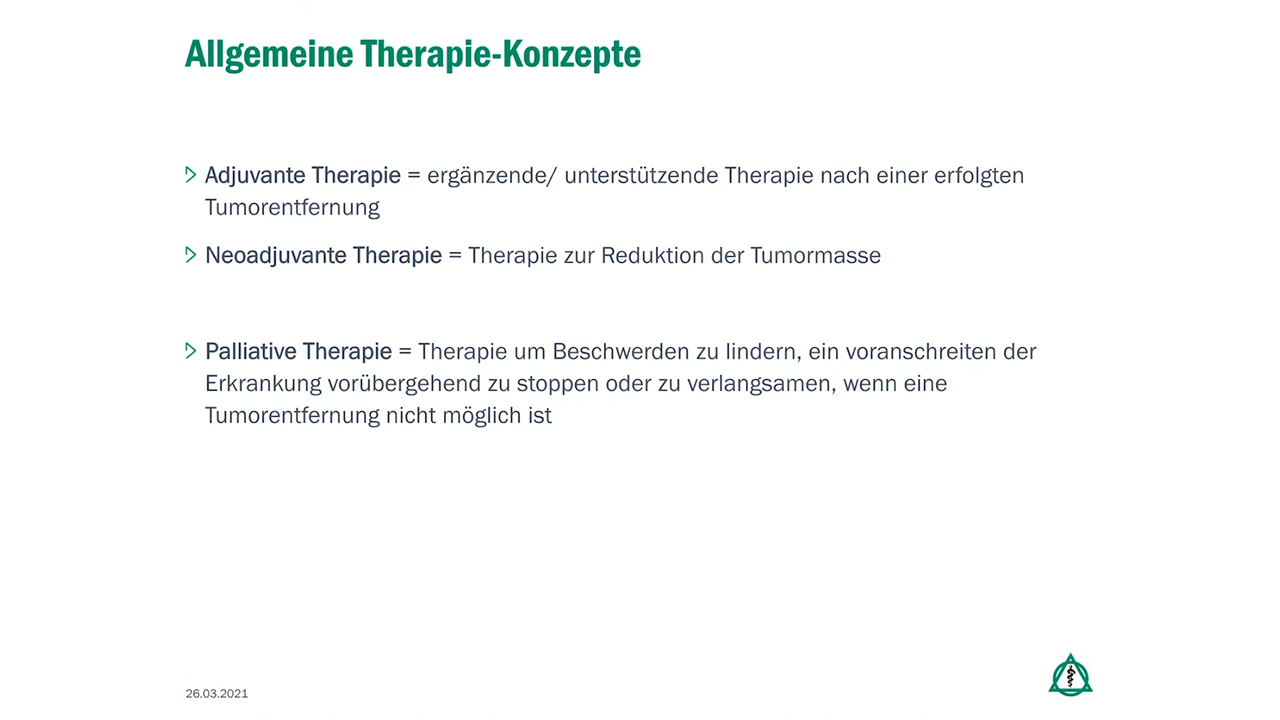 Allgemeine Therapie-Konzepte
Adjuvante Therapie = ergänzende/ unterstützende Therapie nach einer erfolgten
Tumorentfernung
Neoadjuvante Therapie = Therapie zur Reduktion der Tumormasse
Palliative Therapie = Therapie um Beschwerden zu lindern, ein voranschreiten der
Erkrankung vorübergehend zu stoppen oder zu verlangsamen, wenn eine
Tumorentfernung nicht möglich ist
26.03.2021